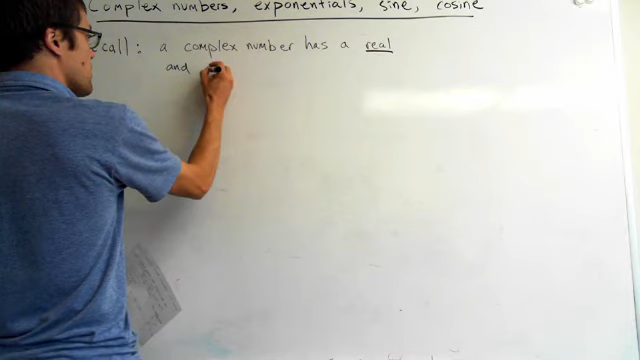 Complex numbers, exponentials, sine, cosine
call: a complex number has a real
and